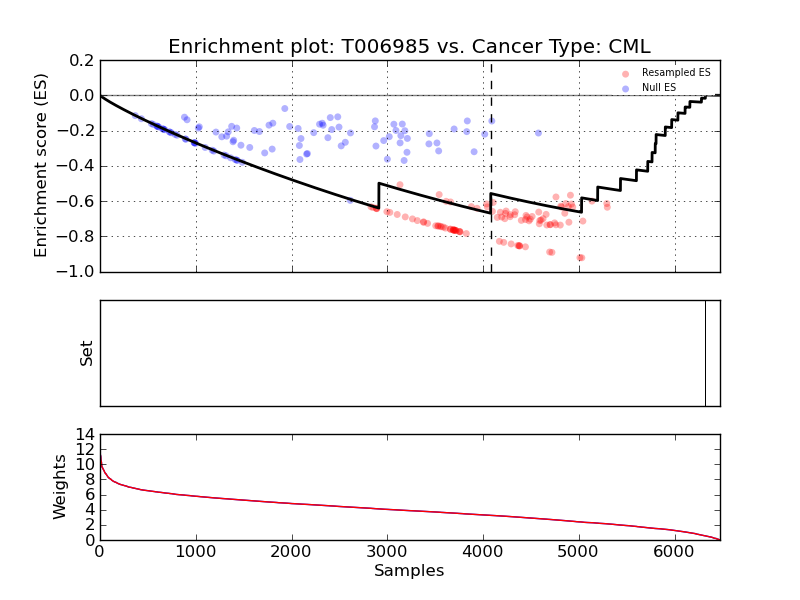 Enrichment plot: T006985 vs. Cancer Type: CML
Enrichment score (ES)
0.2
0.0
−0.2
−0.4
−0.6
−0.8
−1.0
Resampled ES
Null ES
Set
Weights
14
12
10
8
6
4
2
0
0 1000 2000 3000 4000 5000 6000
Samples